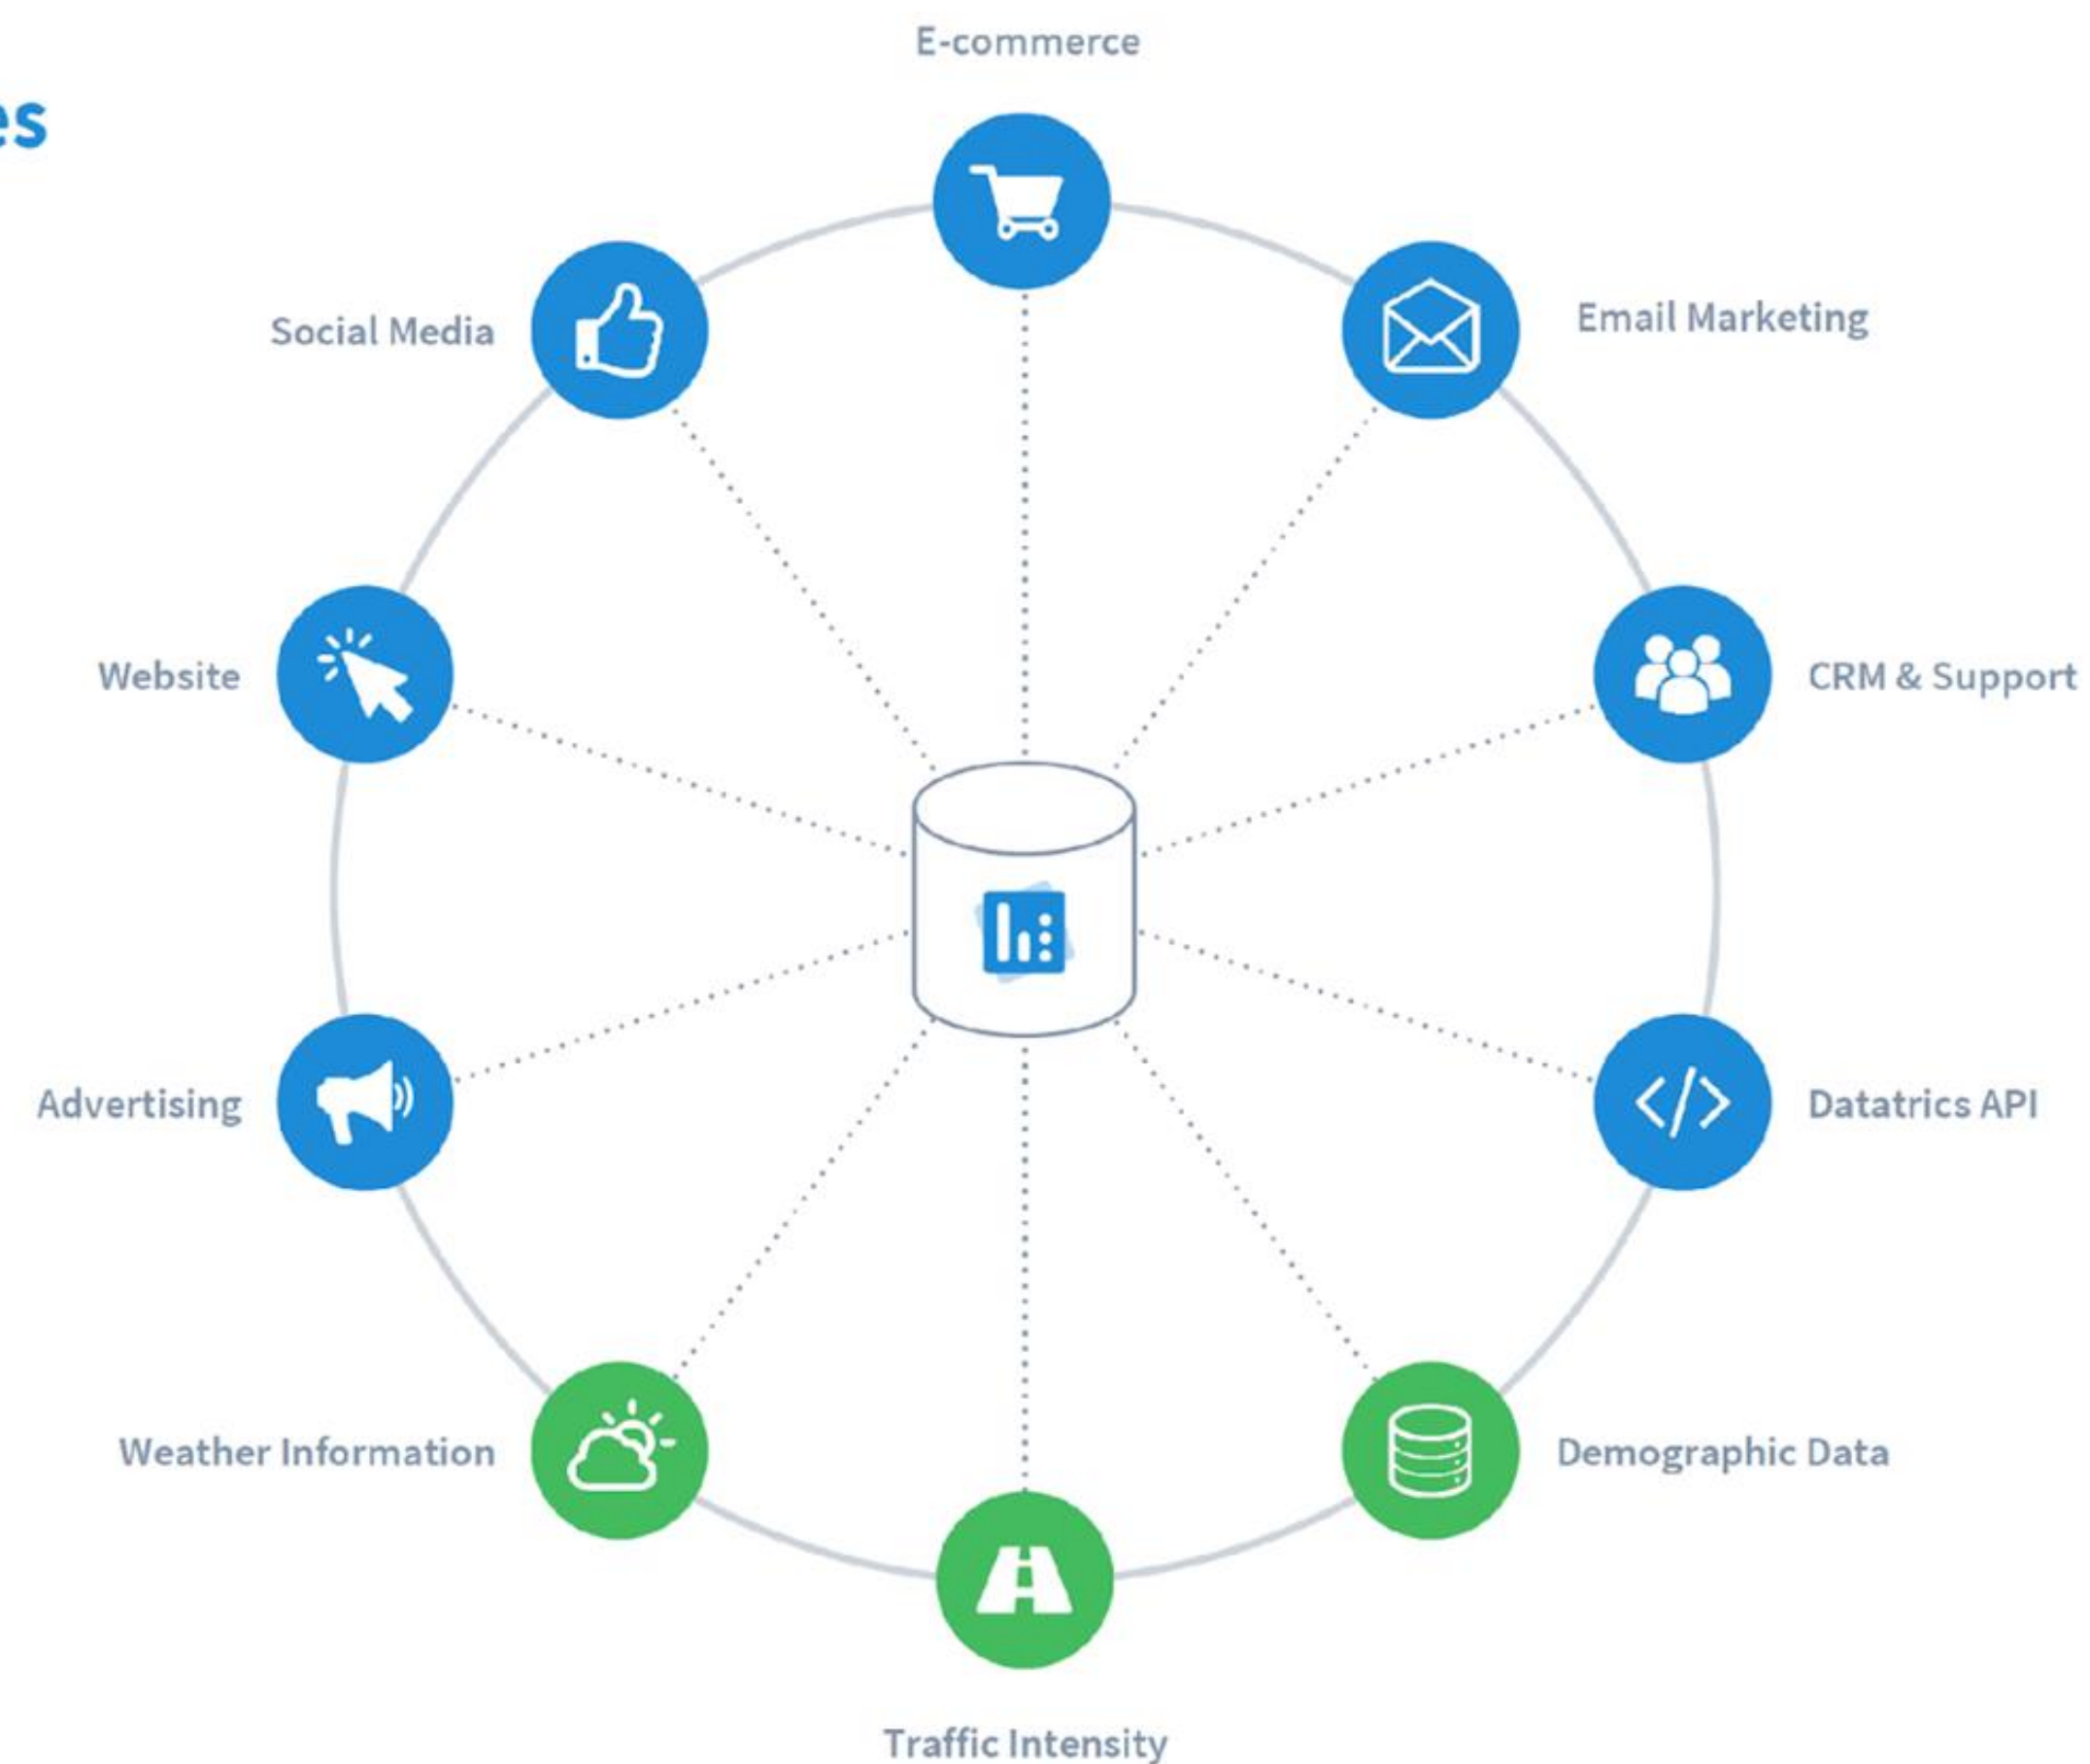 E-commerce
es
Social Media
Email Marketing
Website
CRM & Support
Advertising
Datatrics API
Weather Information
Demographic Data
Traffic Intensity